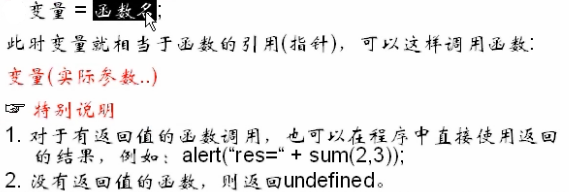 变量 = 函数名;
此时变量就相当于函数的引用(指针)，可以这样调用函数:
变量(实际参数..)
☞ 特别说明
1. 对于有返回值的函数调用，也可以在程序中直接使用返回
的结果，例如：alert(“res=“ + sum(2,3));
2. 没有返回值的函数，则返回undefined。